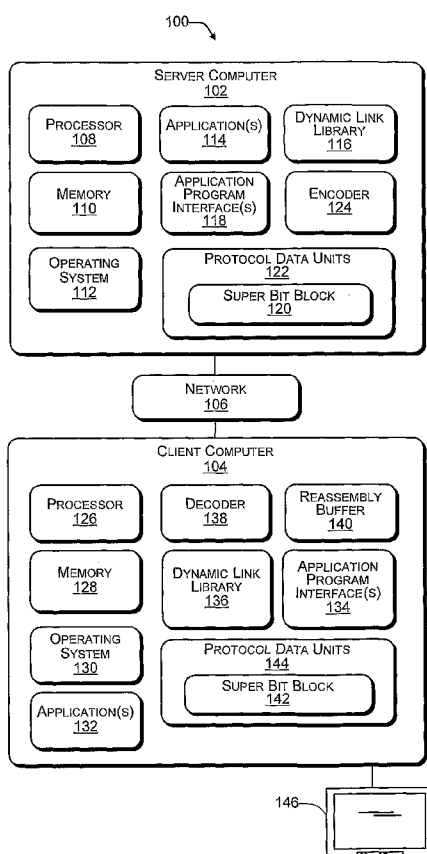 100
SERVER COMPUTER
102
PROCESSOR
108
APPLICATION(S)
114
DYNAMIC LINK
LIBRARY
116
MEMORY
110
APPLICATION
PROGRAM
INTERFACE(S)
118
ENCODER
124
OPERATING
SYSTEM
112
PROTOCOL DATA UNITS
122
SUPER BIT BLOCK
120
NETWORK
106
CLIENT COMPUTER
104
PROCESSOR
126
DECODER
138
REASSEMBLY
BUFFER
140
MEMORY
128
DYNAMIC LINK
LIBRARY
136
APPLICATION
PROGRAM
INTERFACE(S)
134
OPERATING
SYSTEM
130
PROTOCOL DATA UNITS
144
SUPER BIT BLOCK
142
APPLICATION(S)
132
146